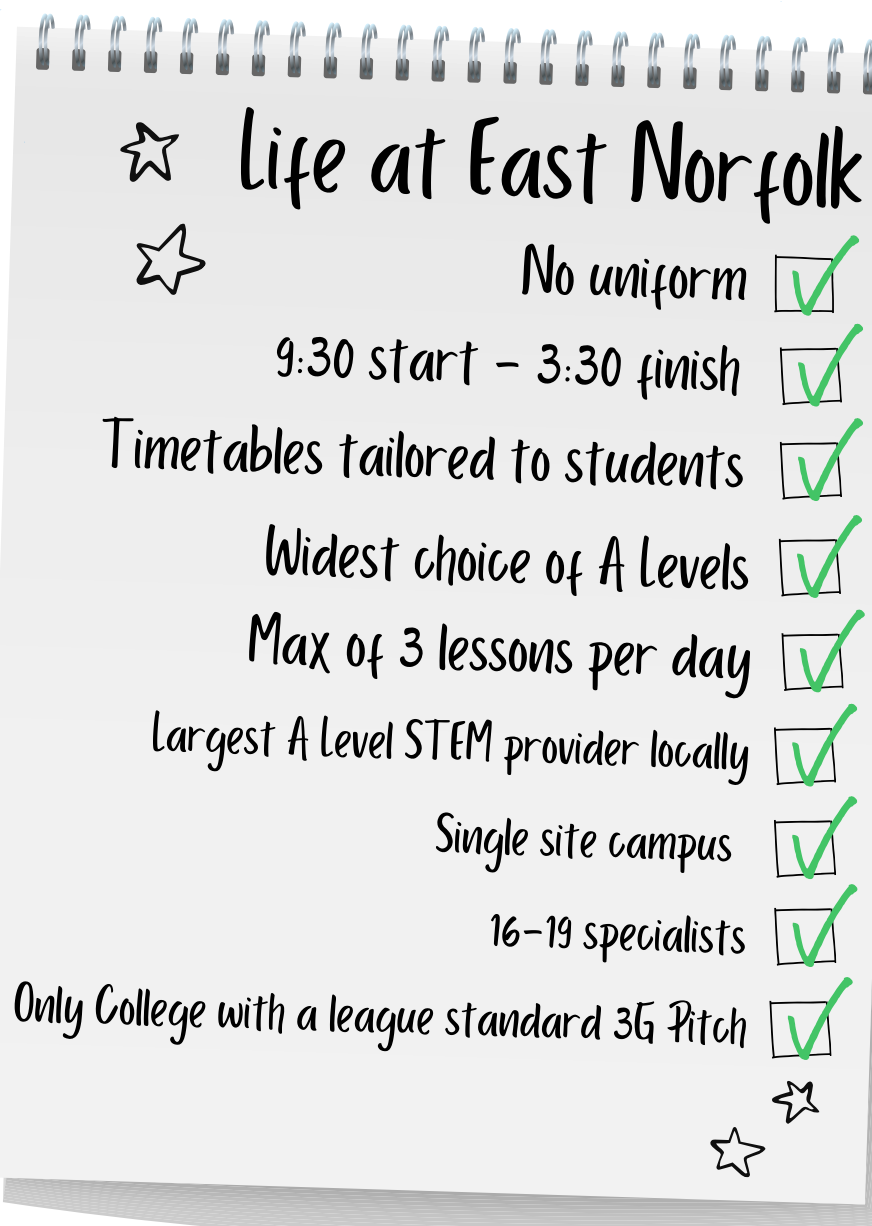 Life at East Norfolk
No uniform
9:30 start - 3:30 finish
Timetables tailored to students
Widest choice of A Levels
Max of 3 lessons per day
Largest A Level STEM provider locally
Single site campus
16-19 specialists
Only College with a league standard 3G Pitch